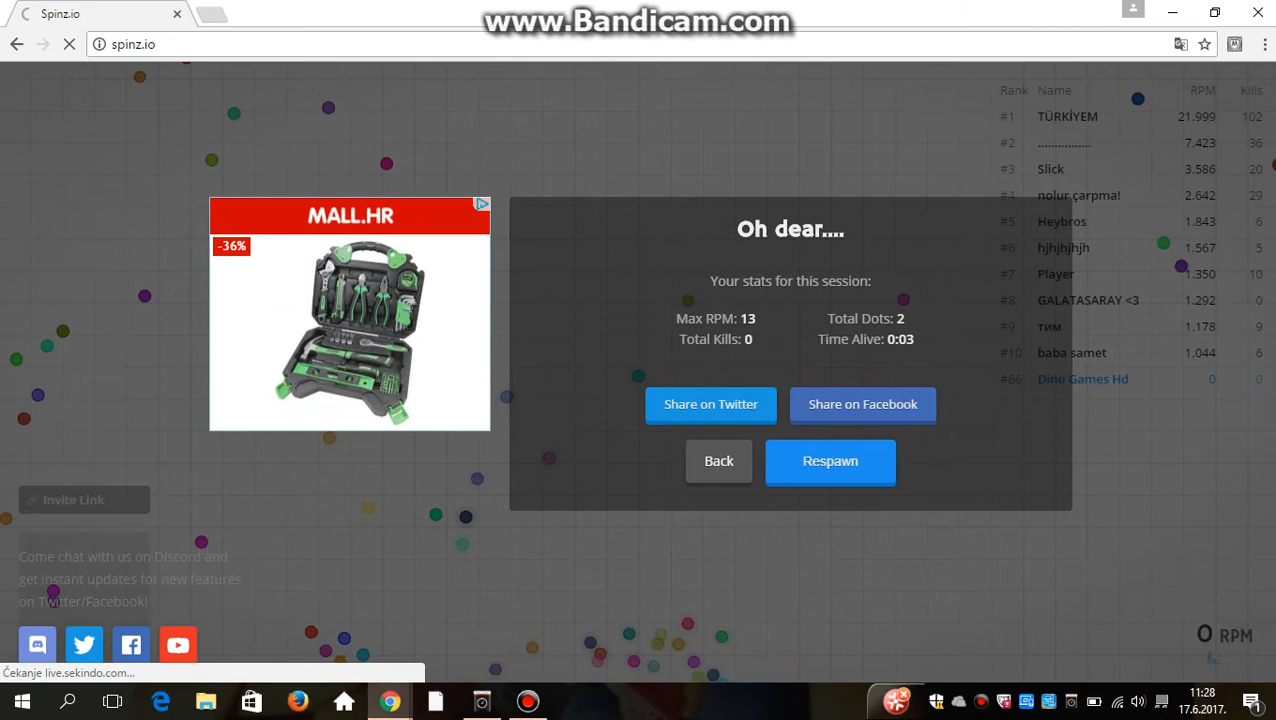 Spinz.io
www.Bandicam.com
spinz.io
Rank Name RPM Kills
#1 TÜRKİYEM 21.999 102
#2 ................ 7.423 36
#3 Slick 3.586 20
#4 nolur çarpma! 2.642 29
#5 Heybros 1.843 6
#6 hjhjhjhjh 1.567 5
#7 Player 1.350 10
#8 GALATASARAY <3 1.292 0
#9 тим 1.178 9
#10 baba samet 1.044 6
#66 Dino Games Hd 0 0
MALL.HR
-36%
Oh dear....
Your stats for this session:
Max RPM: 13 Total Dots: 2
Total Kills: 0 Time Alive: 0:03
Share on Twitter Share on Facebook
Back Respawn
Invite Link
Come chat with us on Discord and
get instant updates for new features
on Twitter/Facebook!
0 RPM
Čekanje live.sekindo.com...
11:28
17.6.2017.
1